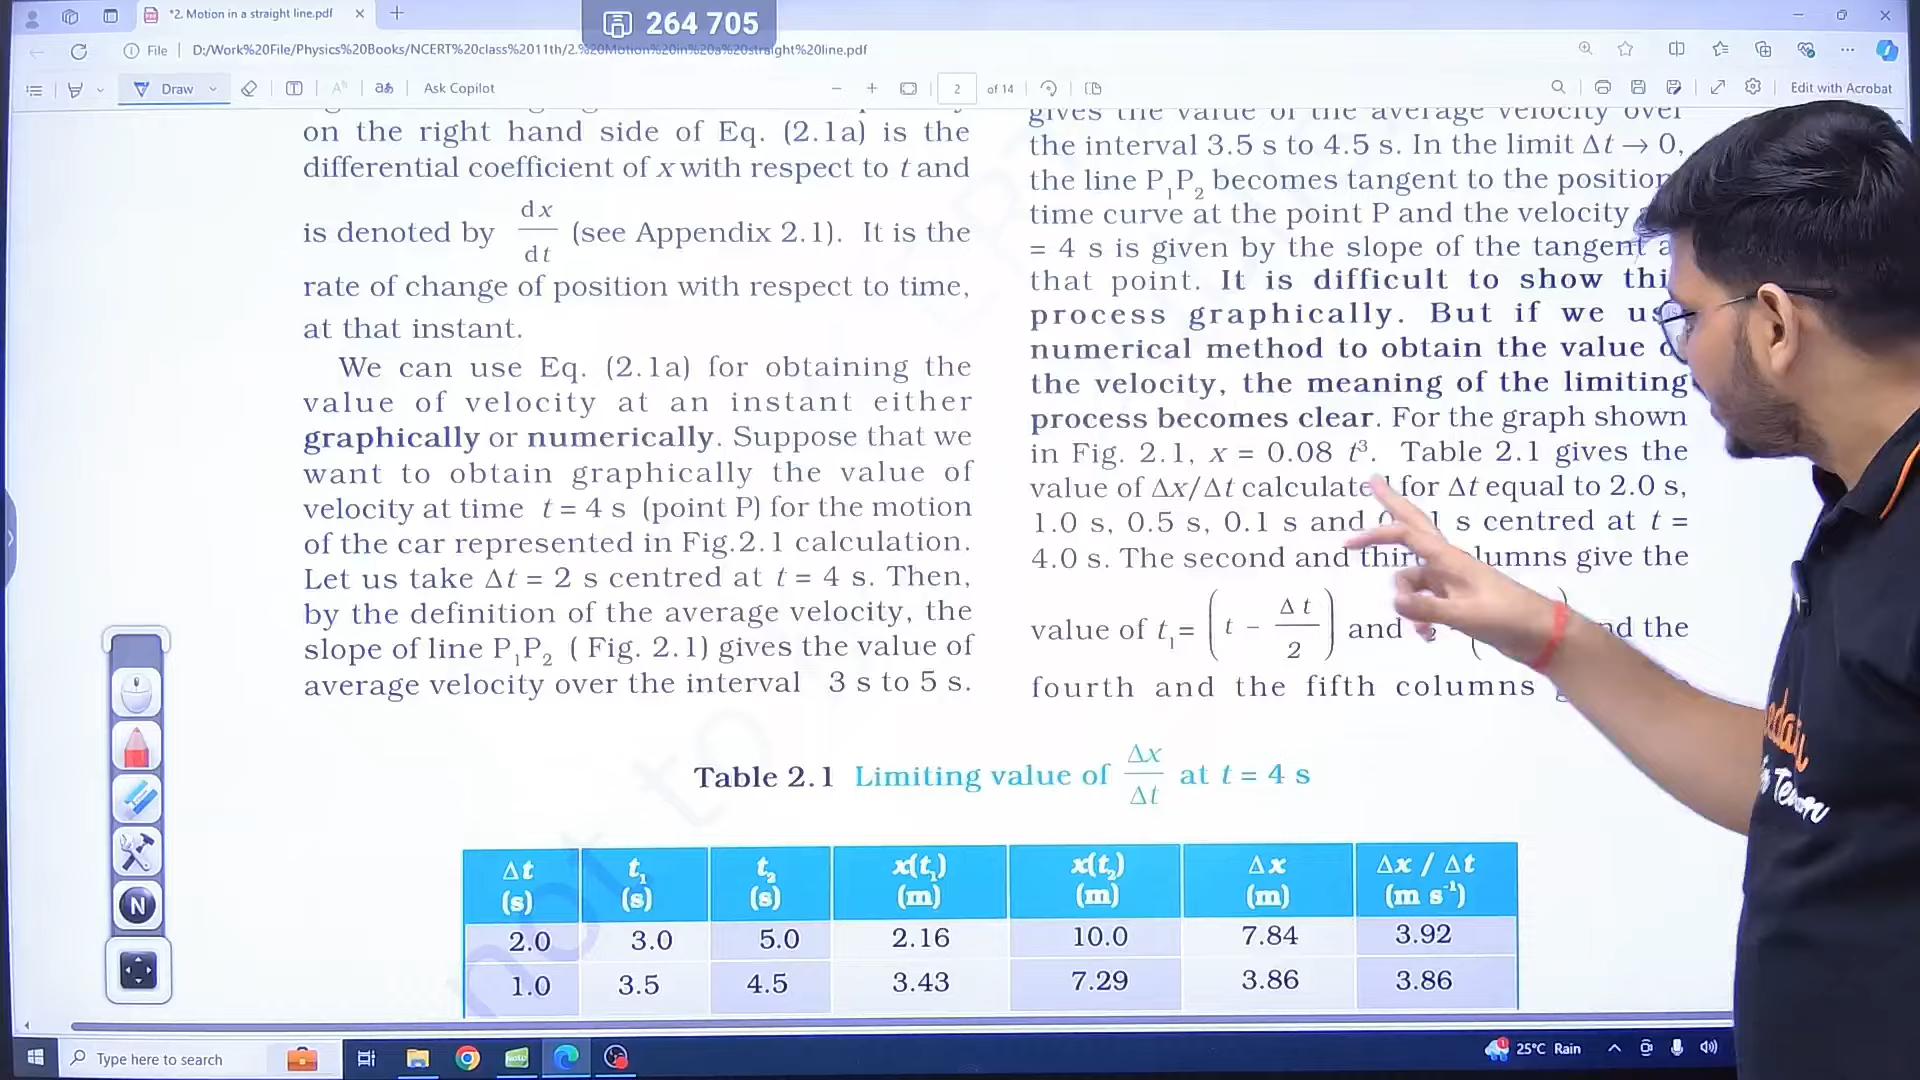 *2. Motion in a straight line.pdf
264 705
File
D:/Work%20File/Physics%20Books/NCERT%20class%2011th/2.%20Motion%20in%20a%20straight%20line.pdf
Draw
Ask Copilot
2 of 14
Edit with Acrobat
on the right hand side of Eq. (2.1a) is the
differential coefficient of x with respect to t and
is denoted by dx/dt (see Appendix 2.1). It is the
rate of change of position with respect to time,
at that instant.
We can use Eq. (2.1a) for obtaining the
value of velocity at an instant either
graphically or numerically. Suppose that we
want to obtain graphically the value of
velocity at time t = 4 s (point P) for the motion
of the car represented in Fig.2.1 calculation.
Let us take Δt = 2 s centred at t = 4 s. Then,
by the definition of the average velocity, the
slope of line P₁P₂ ( Fig. 2.1) gives the value of
average velocity over the interval 3 s to 5 s.
gives the value of the average velocity over
the interval 3.5 s to 4.5 s. In the limit Δt → 0,
the line P₁P₂ becomes tangent to the position
time curve at the point P and the velocity
= 4 s is given by the slope of the tangent
that point. It is difficult to show
process graphically. But if we
numerical method to obtain the value
the velocity, the meaning of the limiting
process becomes clear. For the graph shown
in Fig. 2.1, x = 0.08 t³. Table 2.1 gives the
value of Δx/Δt calculated for Δt equal to 2.0 s,
1.0 s, 0.5 s, 0.1 s and s centred at t =
4.0 s. The second and third columns give the
value of t₁= (t – Δt/2) and the
fourth and the fifth columns
Table 2.1 Limiting value of Δx/Δt at t = 4 s
Δt (s) t₁ (s) t₂ (s) x(t₁) (m) x(t₂) (m) Δx (m) Δx / Δt (m s⁻¹)
2.0 3.0 5.0 2.16 10.0 7.84 3.92
1.0 3.5 4.5 3.43 7.29 3.86 3.86
N
Type here to search
25°C Rain